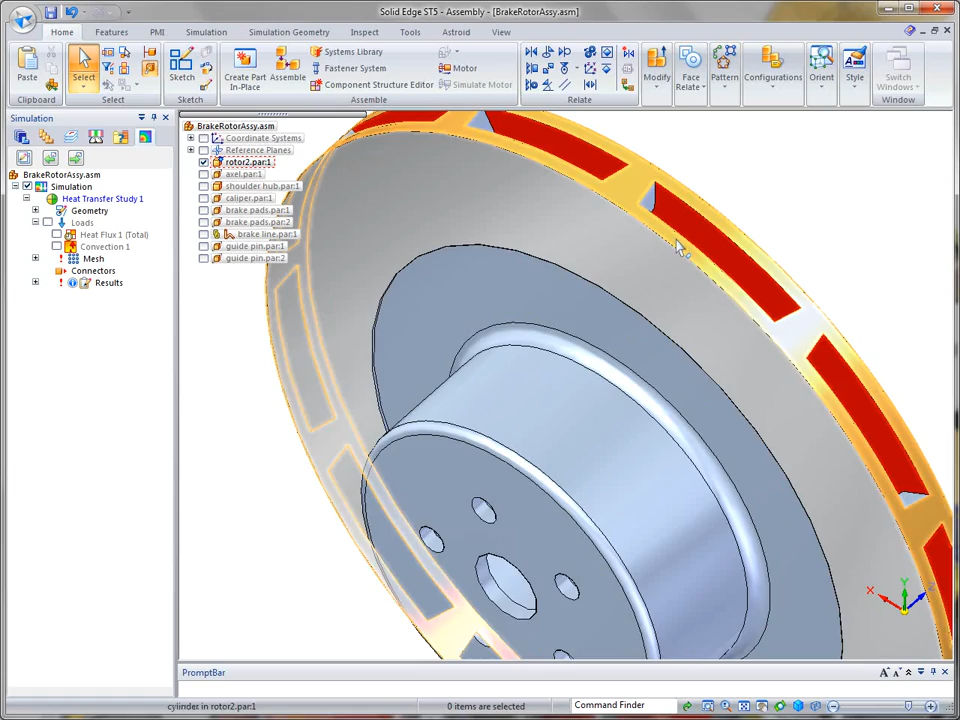 Solid Edge ST5 - Assembly - [BrakeRotorAssy.asm]
Home Features PMI Simulation Simulation Geometry Inspect Tools Astroid View
Paste
Clipboard
Select
Select
Sketch
Sketch
Create Part In-Place
Assemble
Systems Library
Fastener System
Component Structure Editor
Motor
Simulate Motor
Assemble
Relate
Modify
Face Relate
Pattern
Configurations
Orient
Style
Switch Windows
Window
Simulation
BrakeRotorAssy.asm
Simulation
Heat Transfer Study 1
Geometry
Loads
Heat Flux 1 (Total)
Convection 1
Mesh
Connectors
Results
BrakeRotorAssy.asm
Coordinate Systems
Reference Planes
rotor2.par:1
axel.par:1
shoulder hub.par:1
caliper.par:1
brake pads.par:1
brake pads.par:2
brake line.par:1
guide pin.par:1
guide pin.par:2
X
Y
PromptBar
cylinder in rotor2.par:1
0 items are selected
Command Finder